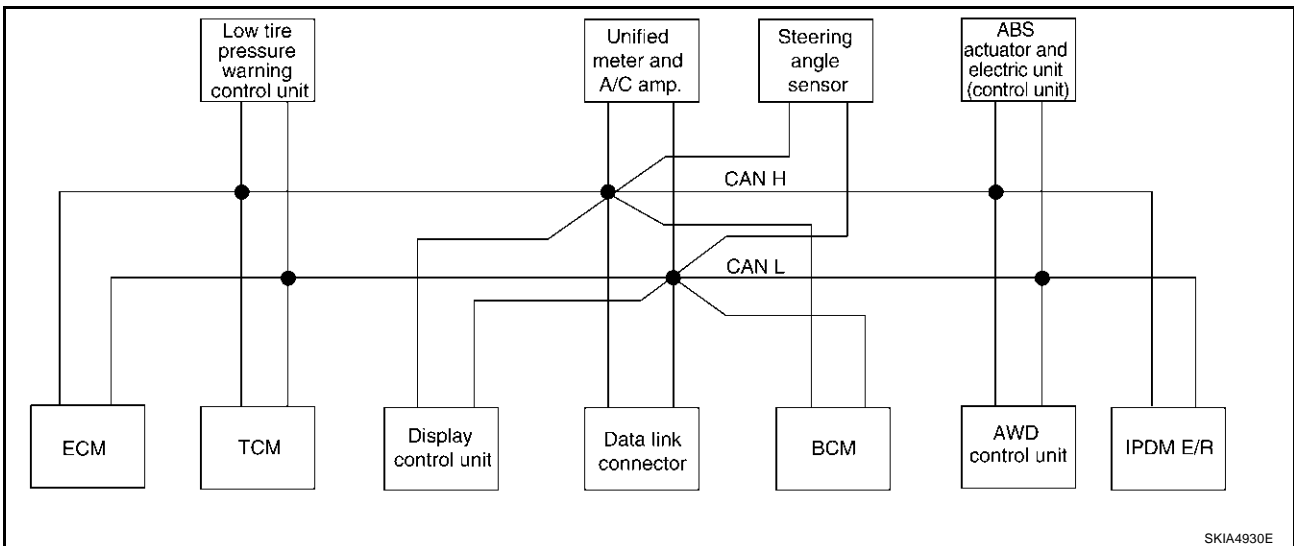 Low tire
pressure
warning
control unit
Unified
meter and
A/C amp.
Steering
angle
sensor
ABS
actuator and
electric unit
(control unit)
CAN H
CAN L
ECM
TCM
Display
control unit
Data link
connector
BCM
AWD
control unit
IPDM E/R
SKIA4930E